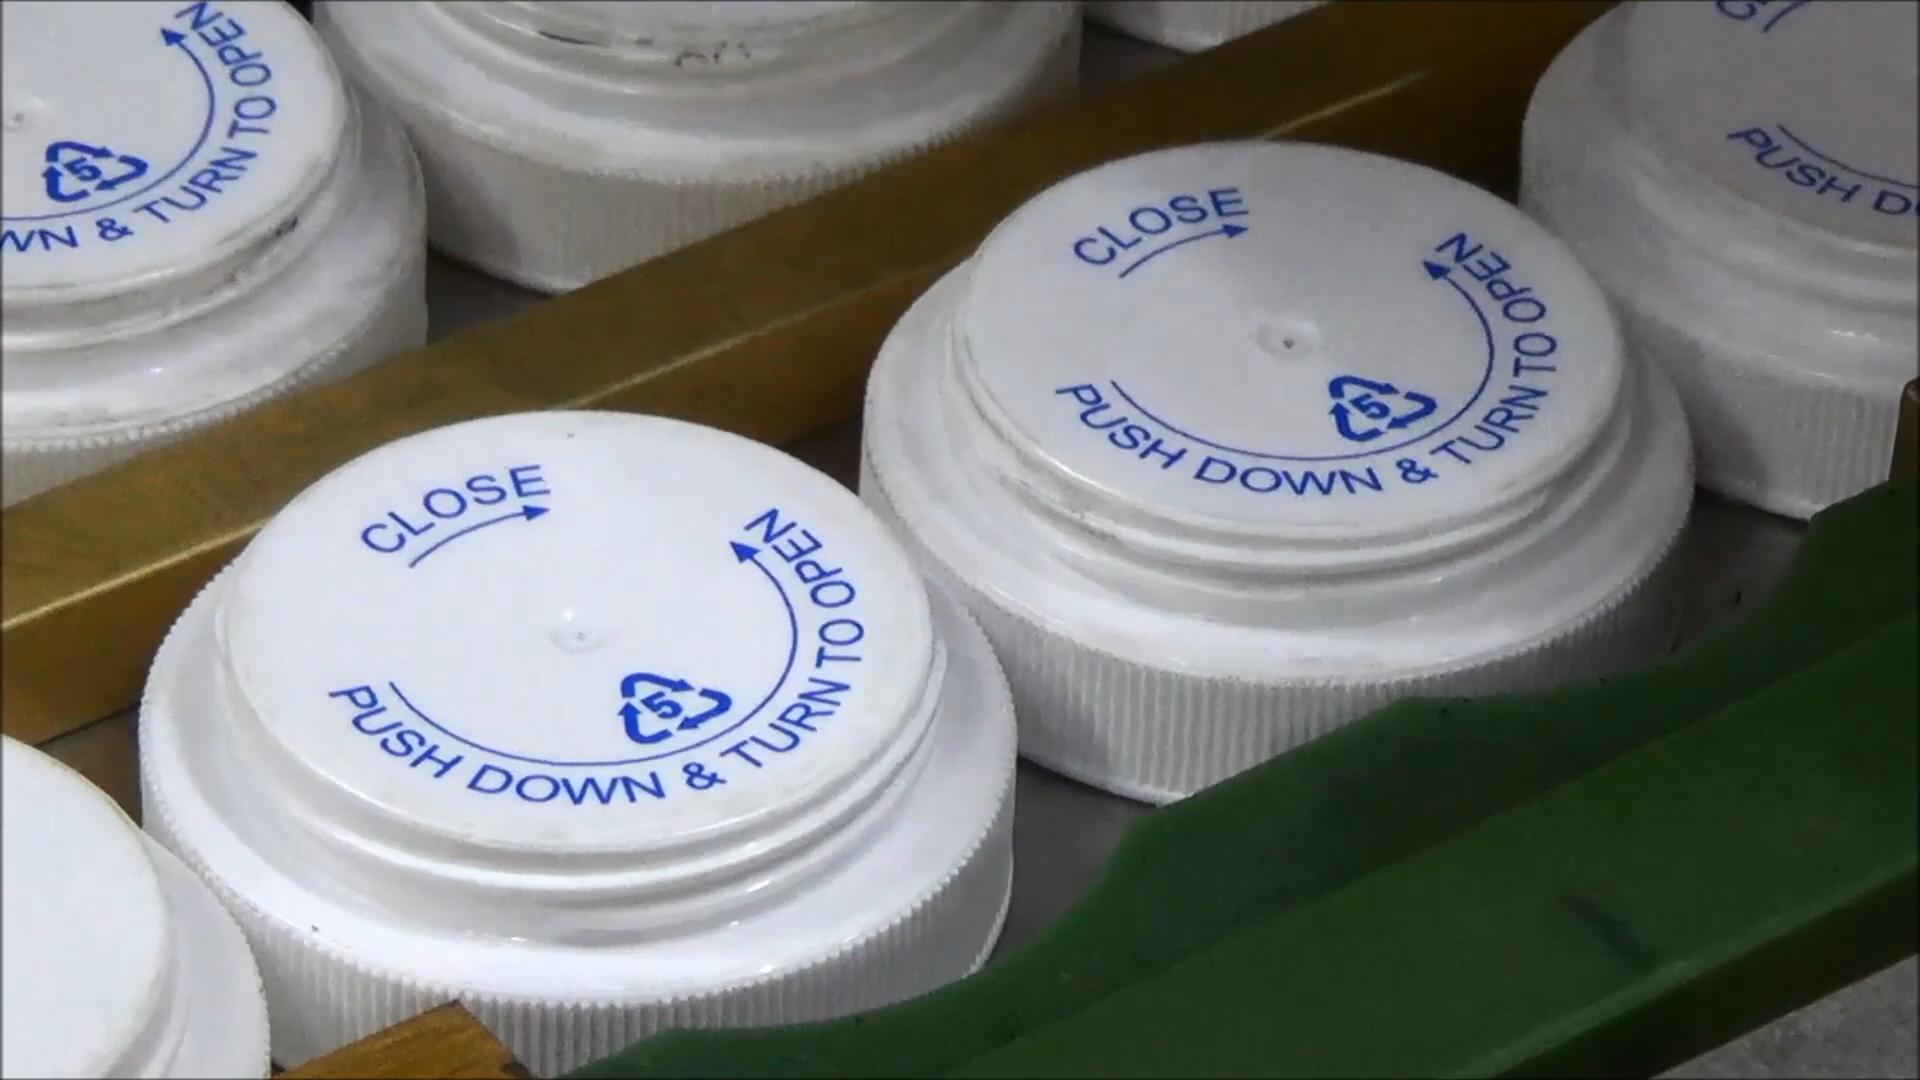 OPEN
WN & TURN TO OPEN
5
CLOSE
PUSH DOWN & TURN TO OPEN
5
PUSH D
CLOSE
PUSH DOWN & TURN TO OPEN
5